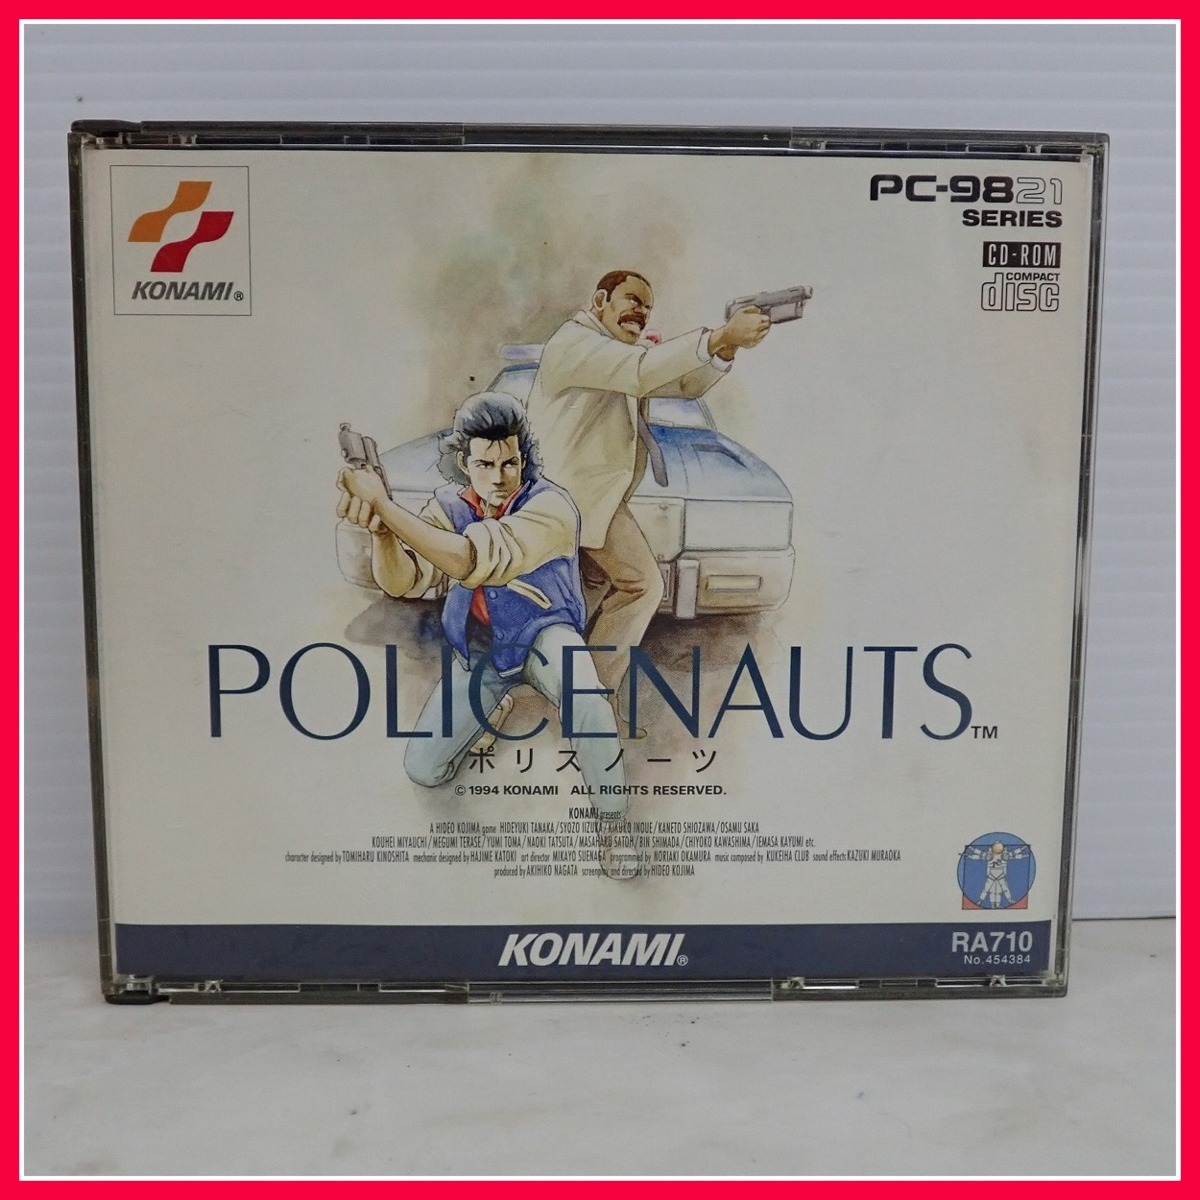 KONAMI®
PC-9821
SERIES
CD-ROM
COMPACT
disc
POLICENAUTS™
ポリスノーツ
© 1994 KONAMI ALL RIGHTS RESERVED.
KONAMI presents
A HIDEO KOJIMA game HIDEYUKI TANAKA/SYOZO IIZUKA/KIKUKO INOUE/KANETO SHIOZAWA/OSAMU SAKA
KOUHEI MIYAUCHI/MEGUMI TERASE/YUMI TOMA/NAOKI TATSUTA/MASAHARU SATOH/BIN SHIMADA/CHIYOKO KAWASHIMA/IEMASA KAYUMI etc.
character designed by TOMIHARU KINOSHITA mechanic designed by HAJIME KATOKI art director MIKAYO SUENAGA programmed by NORIAKI OKAMURA music composed by KUKEIHA CLUB sound effects KAZUKI MURAOKA
produced by AKIHIKO NAGATA screenplay and directed by HIDEO KOJIMA
KONAMI®
RA710
No.454384